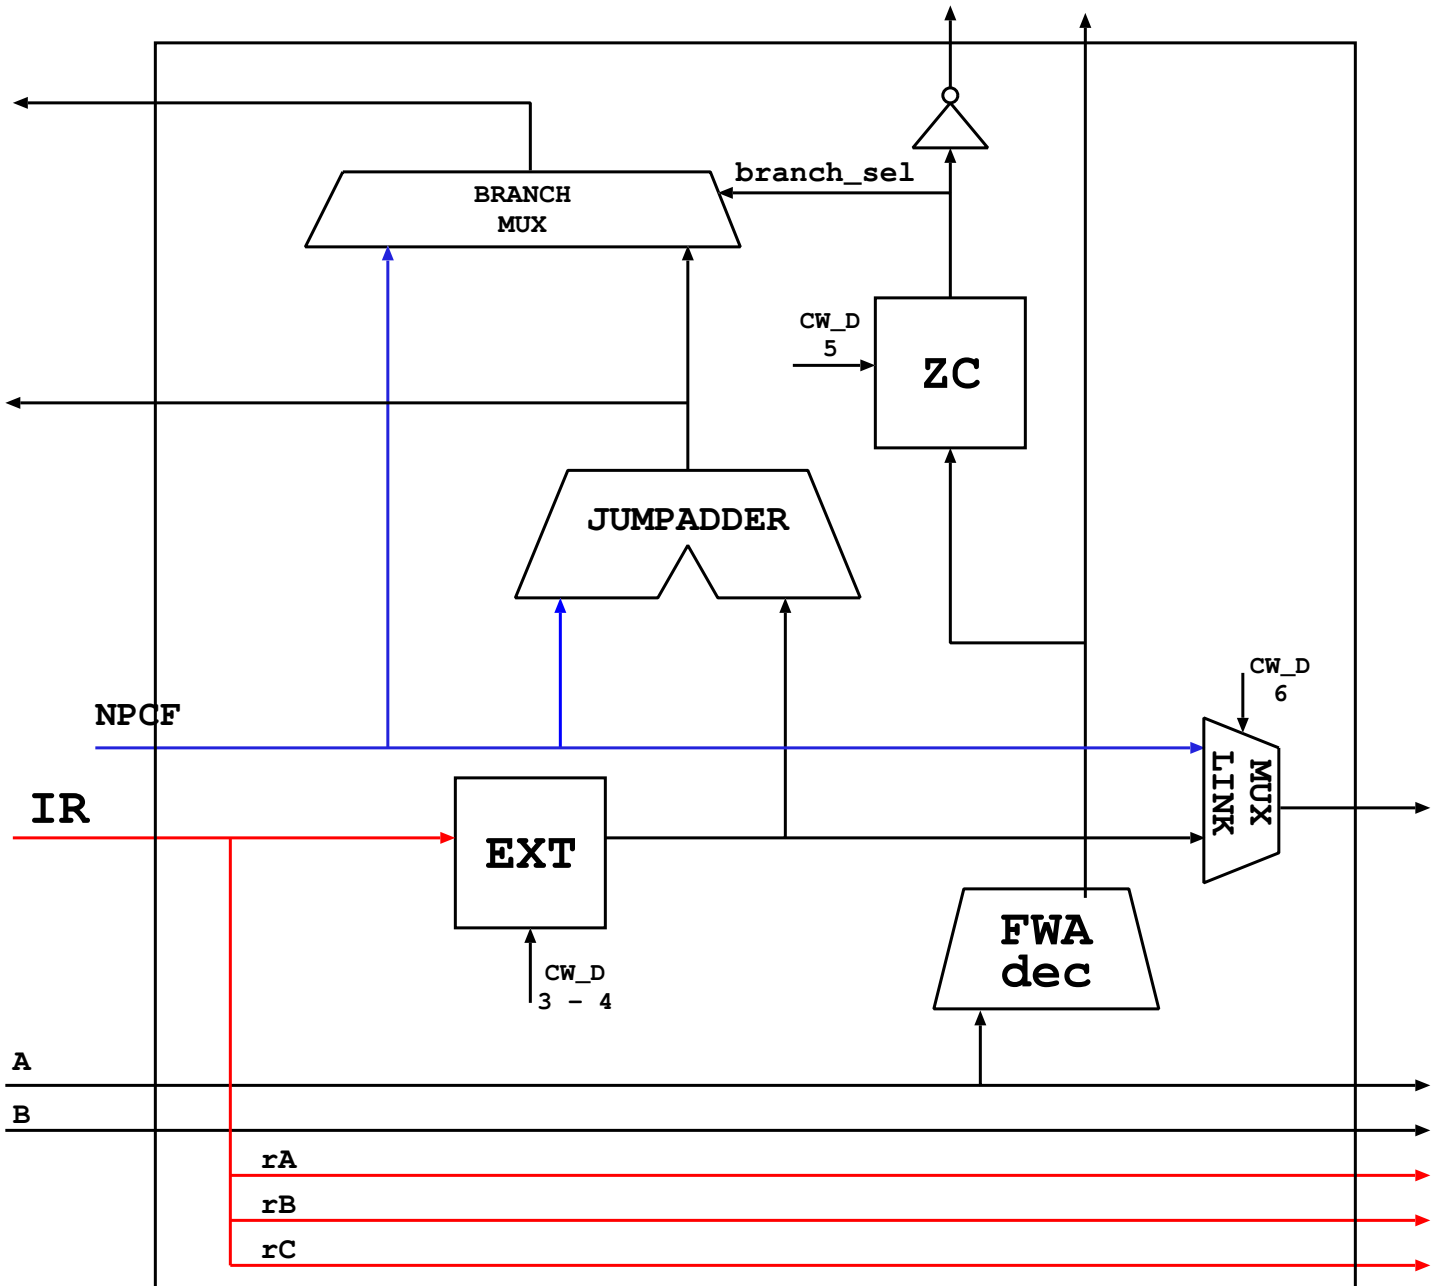 branch_sel
BRANCH
MUX
CW_D
5
ZC
JUMPADDER
CW_D
6
NPCF
MUX
LINK
IR
EXT
FWA
dec
CW_D
3 - 4
A
B
rA
rB
rC